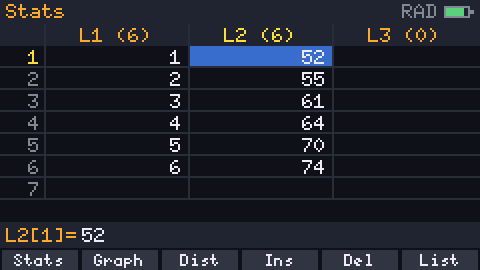 Stats RAD
L1 (6) L2 (6) L3 (0)
1 1 52
2 2 55
3 3 61
4 4 64
5 5 70
6 6 74
7
L2[1]=52
Stats Graph Dist Ins Del List